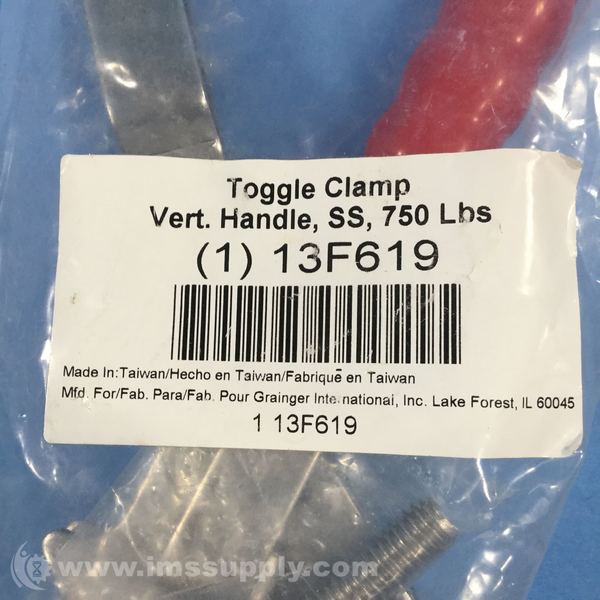 Toggle Clamp
Vert. Handle, SS, 750 Lbs
(1) 13F619
Made In:Taiwan/Hecho en Taiwan/Fabriquē en Taiwan
Mfd. For/Fab. Para/Fab. Pour Grainger International, Inc. Lake Forest, IL 60045
1 13F619
www.imssupply.com